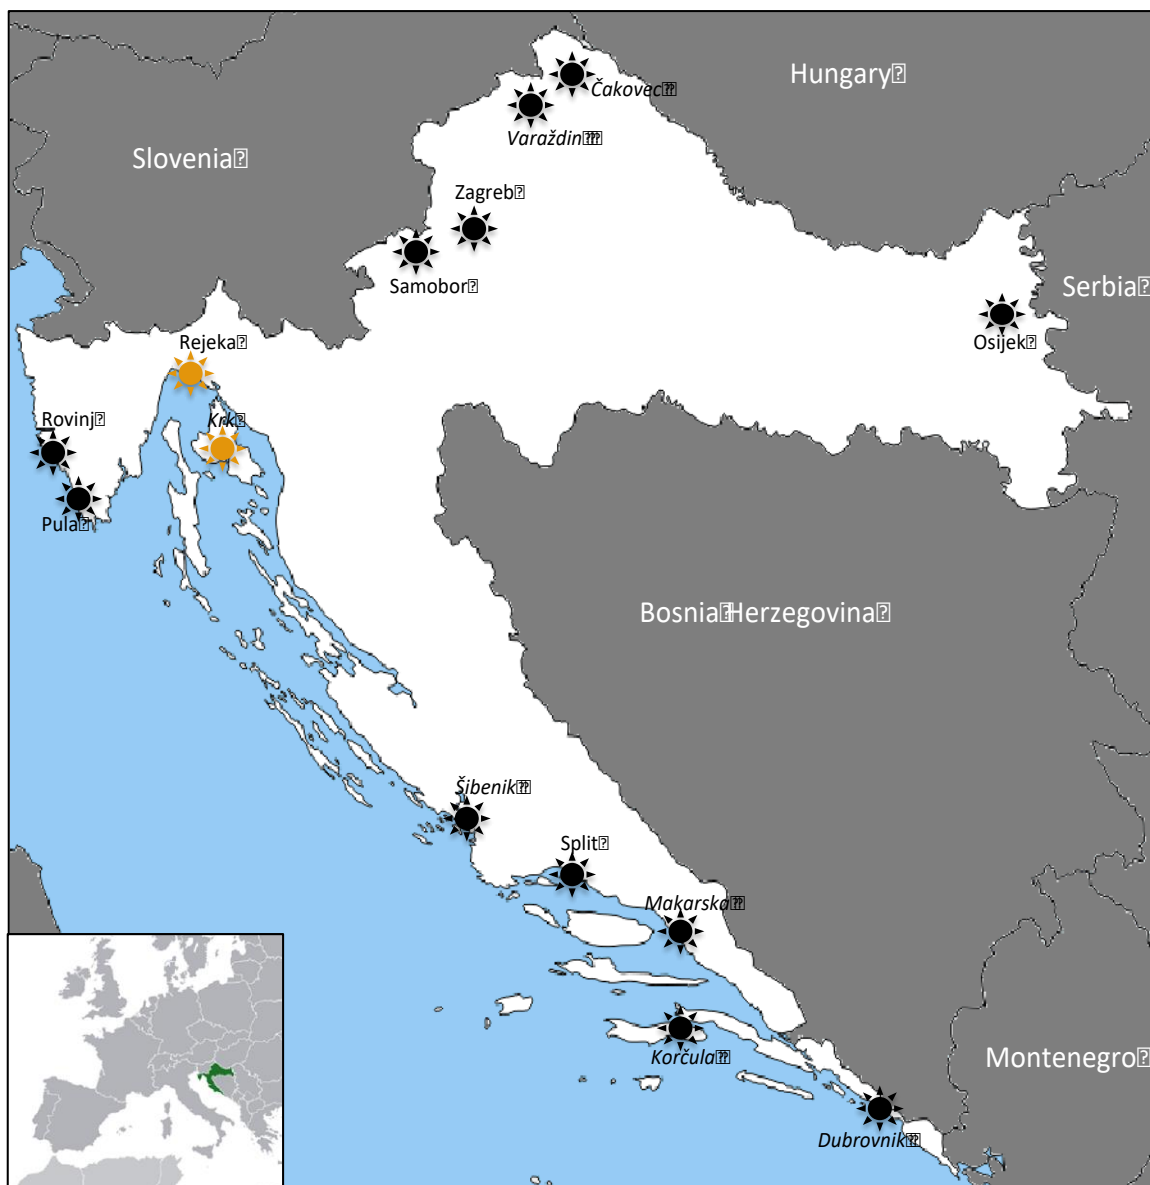 Hungary
Čakovec
Varaždin
Slovenia
Zagreb
Samobor
Serbia
Osijek
Rejeka
Krk
Rovinj
Pula
Bosnia Herzegovina
Šibenik
Split
Makarska
Korčula
Montenegro
Dubrovnik